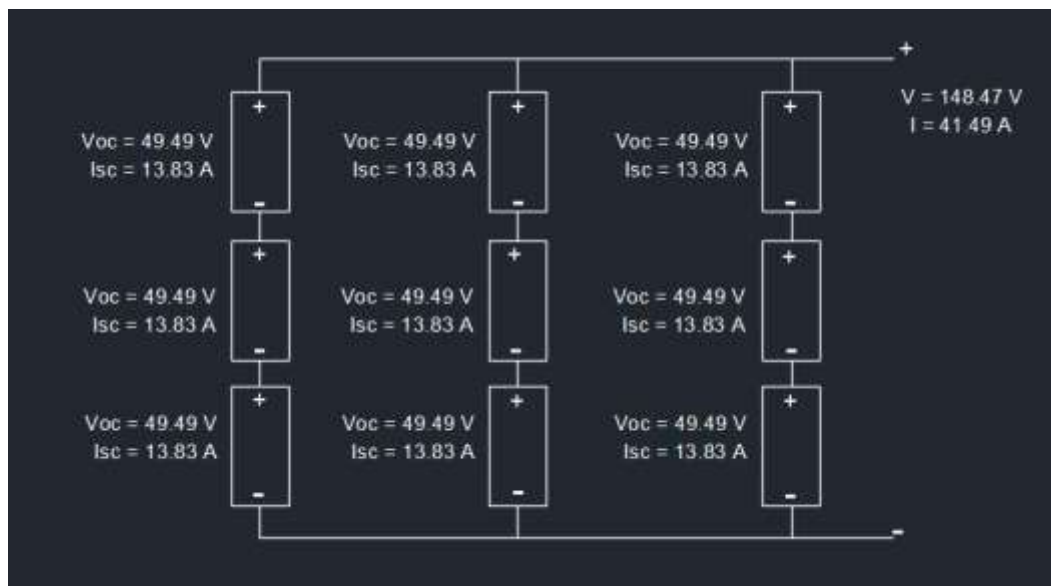 +
V = 148.47 V
I = 41.49 A
+
+
+
Voc = 49.49 V
Isc = 13.83 A
Voc = 49.49 V
Isc = 13.83 A
Voc = 49.49 V
Isc = 13.83 A
-
-
-
+
+
+
Voc = 49.49 V
Isc = 13.83 A
Voc = 49.49 V
Isc = 13.83 A
Voc = 49.49 V
Isc = 13.83 A
-
-
-
+
+
+
Voc = 49.49 V
Isc = 13.83 A
Voc = 49.49 V
Isc = 13.83 A
Voc = 49.49 V
Isc = 13.83 A
-
-
-
-